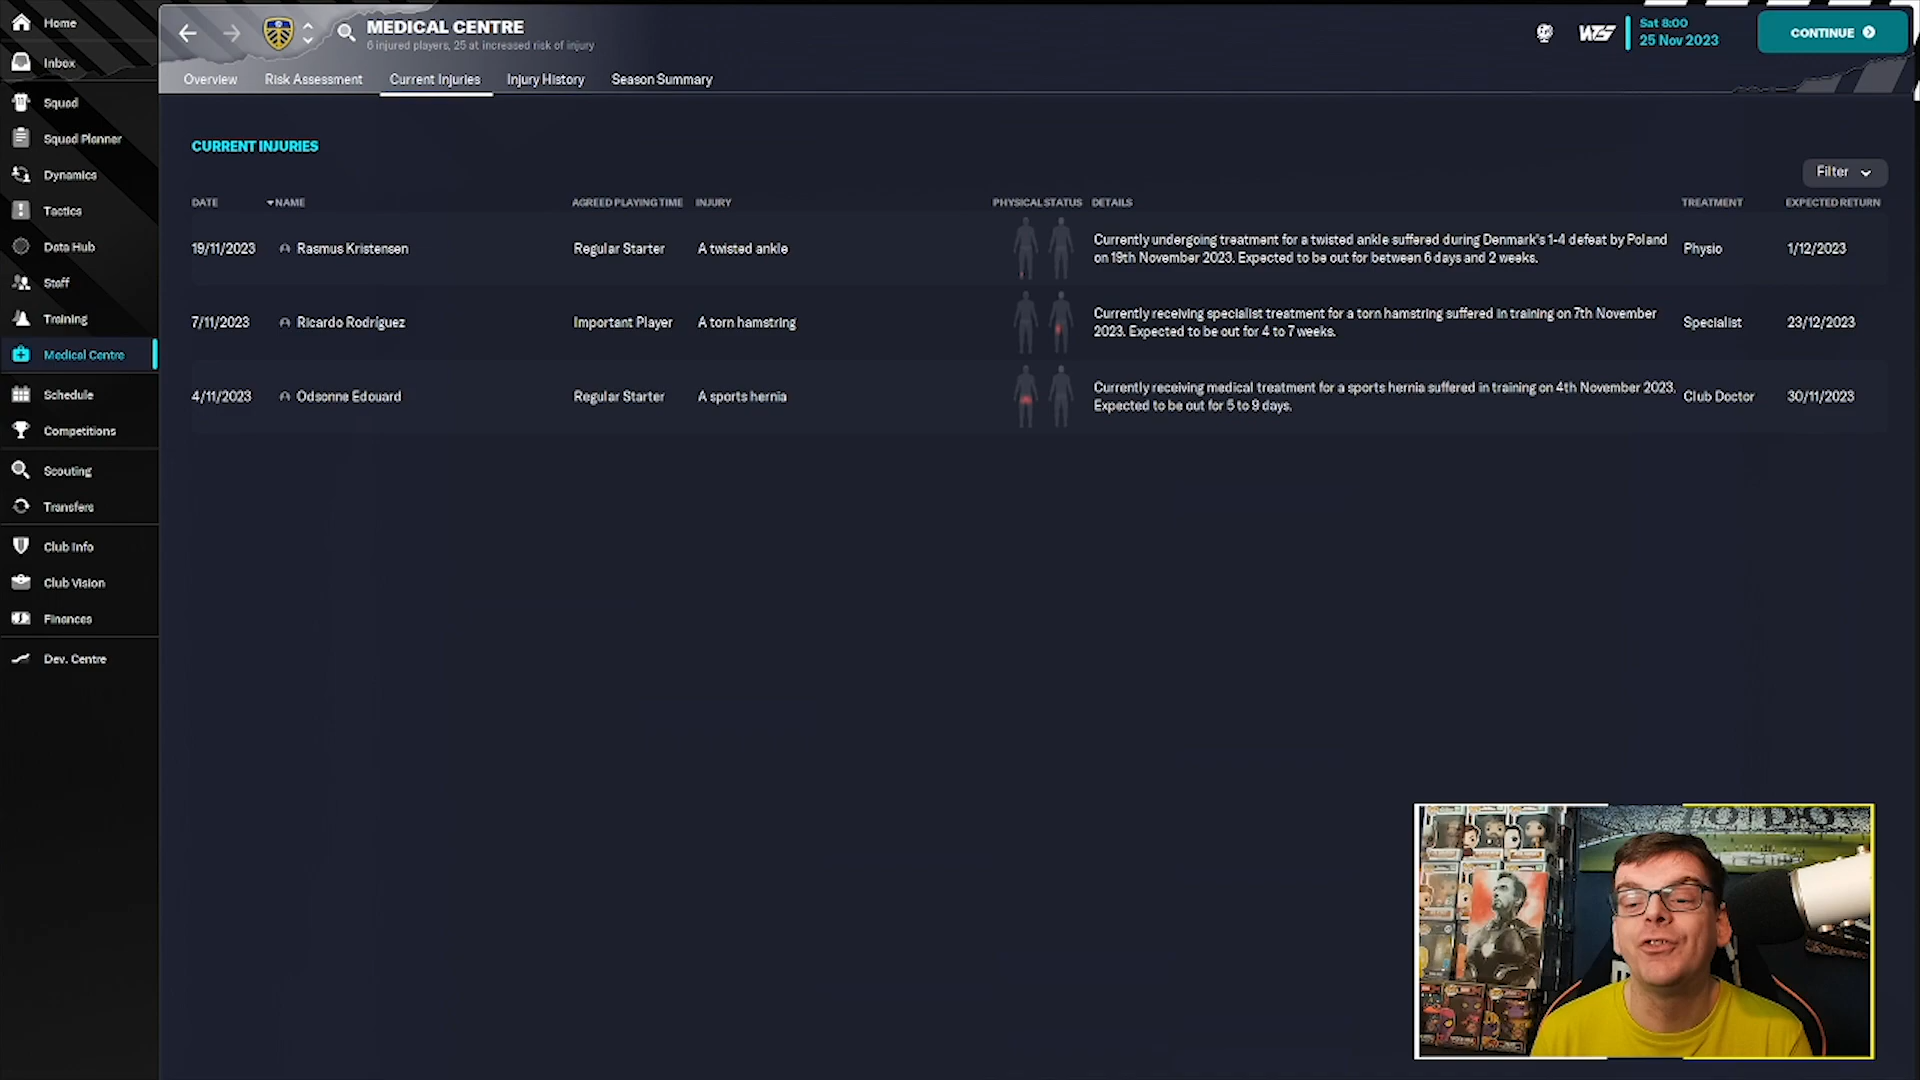 Home
Inbox
Squad
Squad Planner
Dynamics
Tactics
Data Hub
Staff
Training
Medical Centre
Schedule
Competitions
Scouting
Transfers
Club Info
Club Vision
Finances
Dev. Centre
MEDICAL CENTRE
6 injured players, 25 at increased risk of injury
WTS
Sat 8:00
25 Nov 2023
CONTINUE
Overview Risk Assessment Current Injuries Injury History Season Summary
CURRENT INJURIES
Filter
DATE NAME AGREED PLAYING TIME INJURY PHYSICAL STATUS DETAILS TREATMENT EXPECTED RETURN
19/11/2023 Rasmus Kristensen Regular Starter A twisted ankle Currently undergoing treatment for a twisted ankle suffered during Denmark's 1-4 defeat by Poland Physio 1/12/2023
on 19th November 2023. Expected to be out for between 6 days and 2 weeks.
7/11/2023 Ricardo Rodríguez Important Player A torn hamstring Currently receiving specialist treatment for a torn hamstring suffered in training on 7th November Specialist 23/12/2023
2023. Expected to be out for 4 to 7 weeks.
4/11/2023 Odsonne Edouard Regular Starter A sports hernia Currently receiving medical treatment for a sports hernia suffered in training on 4th November 2023. Club Doctor 30/11/2023
Expected to be out for 5 to 9 days.